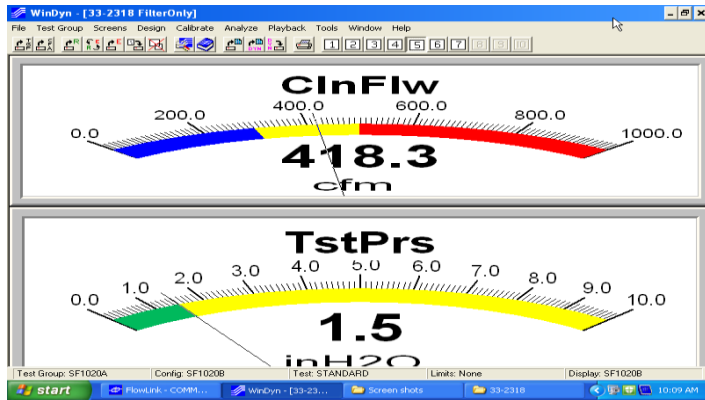 WinDyn - [33-2318 FilterOnly]
File Test Group Screens Design Calibrate Analyze Playback Tools Window Help
1 2 3 4 5 6 7 8 9 10
ClnFlw
0.0 200.0 400.0 600.0 800.0 1000.0
418.3
cfm
TstPrs
0.0 1.0 2.0 3.0 4.0 5.0 6.0 7.0 8.0 9.0 10.0
1.5
inH2O
Test Group: SF1020A Config: SF1020B Test: STANDARD Limits: None Display: SF1020B
start FlowLink - COMM... WinDyn - [33-23... Screen shots 33-2318 10:09 AM